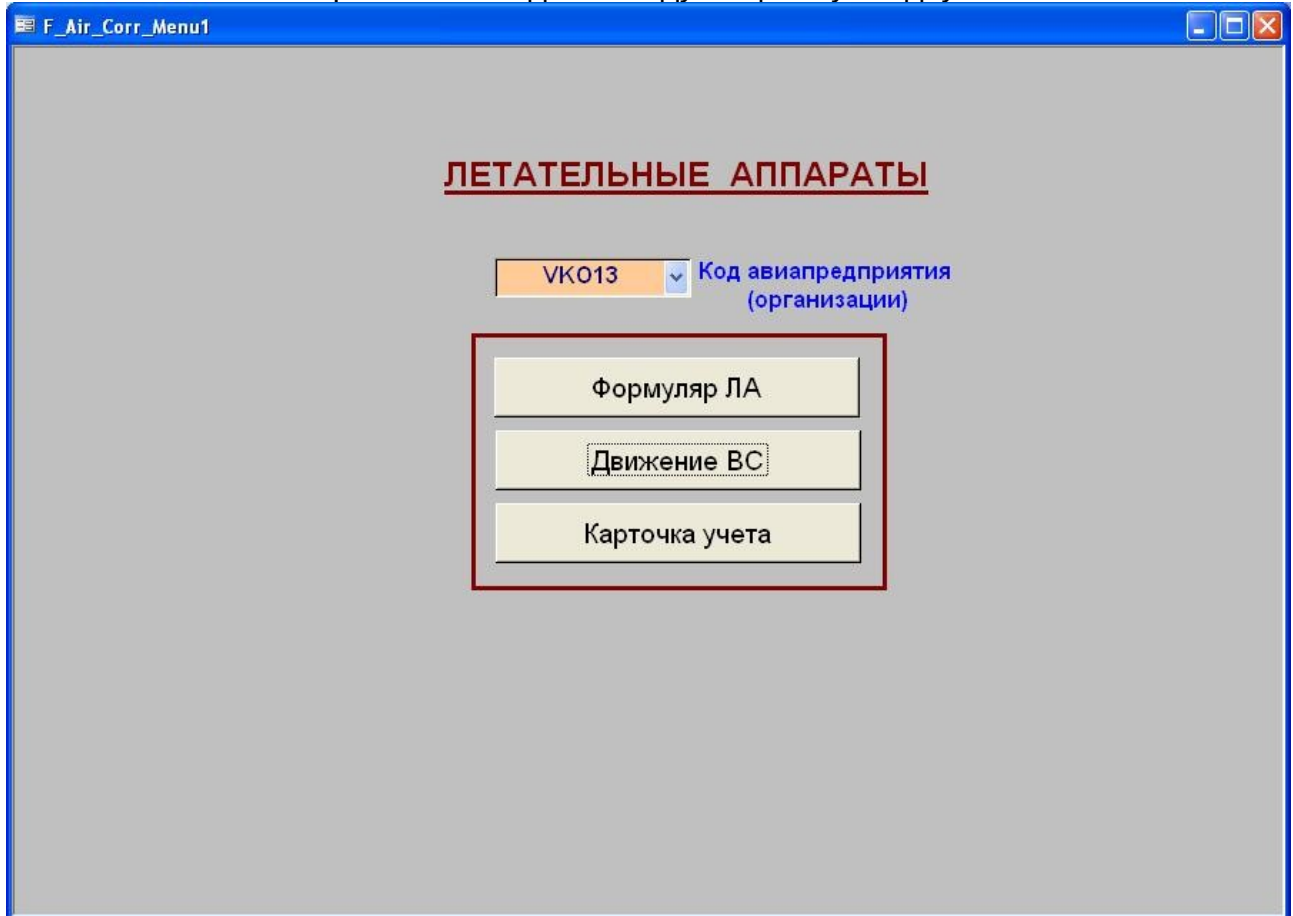 F_Air_Corr_Menu1
ЛЕТАТЕЛЬНЫЕ АППАРАТЫ
VKO13
Код авиапредприятия
(организации)
Формуляр ЛА
Движение ВС
Карточка учета